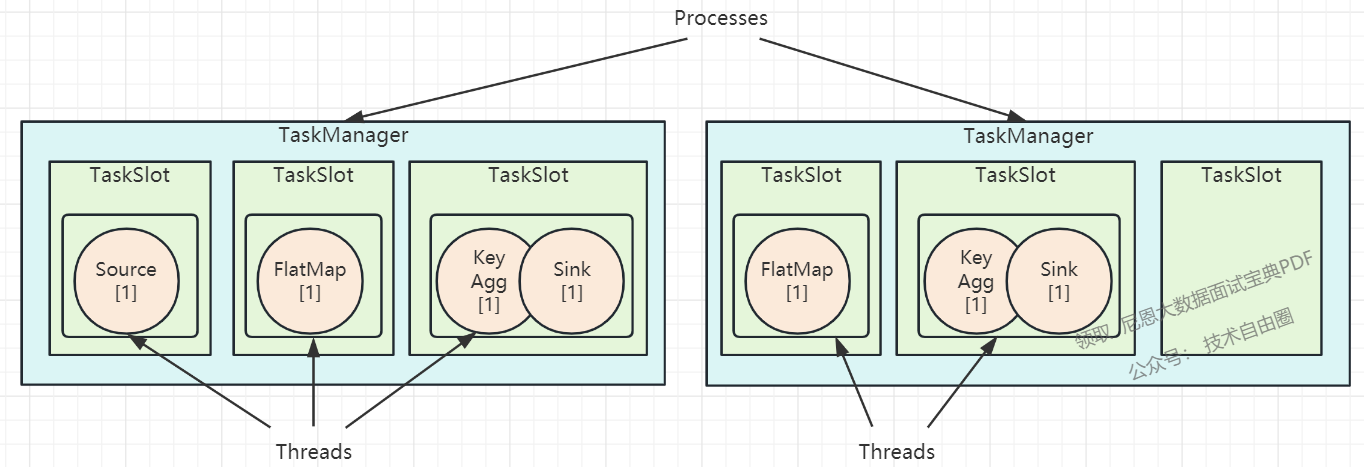 Processes
TaskManager
TaskSlot
TaskSlot
TaskSlot
Source
[1]
FlatMap
[1]
Key
Agg
[1]
Sink
[1]
Threads
TaskManager
TaskSlot
TaskSlot
TaskSlot
FlatMap
[1]
Key
Agg
[1]
Sink
[1]
领取 尼恩大数据面试宝典PDF
公众号： 技术自由圈
Threads